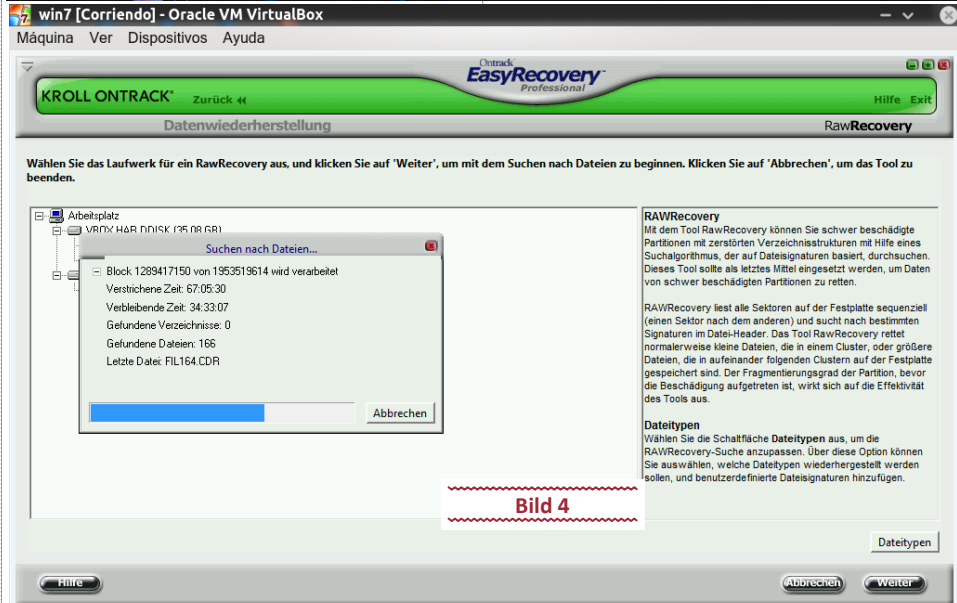 win7 [Corriendo] - Oracle VM VirtualBox
Máquina Ver Dispositivos Ayuda
Ontrack
EasyRecovery
Professional
KROLL ONTRACK®
Zurück
Hilfe Exit
Datenwiederherstellung
RawRecovery
Wählen Sie das Laufwerk für ein RawRecovery aus, und klicken Sie auf 'Weiter', um mit dem Suchen nach Dateien zu beginnen. Klicken Sie auf 'Abbrechen', um das Tool zu
beenden.
Arbeitsplatz
VBOX HAR DDISK (35.08 GB)
Suchen nach Dateien...
Block 1289417150 von 1953519614 wird verarbeitet
Verstrichene Zeit: 67:05:30
Verbleibende Zeit: 34:33:07
Gefundene Verzeichnisse: 0
Gefundene Dateien: 166
Letzte Datei: FIL164.CDR
Abbrechen
RAWRecovery
Mit dem Tool RawRecovery können Sie schwer beschädigte
Partitionen mit zerstörten Verzeichnisstrukturen mit Hilfe eines
Suchalgorithmus, der auf Dateisignaturen basiert, durchsuchen.
Dieses Tool sollte als letztes Mittel eingesetzt werden, um Daten
von schwer beschädigten Partitionen zu retten.
RAWRecovery liest alle Sektoren auf der Festplatte sequenziell
(einen Sektor nach dem anderen) und sucht nach bestimmten
Signaturen im Datei-Header. Das Tool RawRecovery rettet
normalerweise kleine Dateien, die in einem Cluster, oder größere
Dateien, die in aufeinander folgenden Clustern auf der Festplatte
gespeichert sind. Der Fragmentierungsgrad der Partition, bevor
die Beschädigung aufgetreten ist, wirkt sich auf die Effektivität
des Tools aus.
Dateitypen
Wählen Sie die Schaltfläche Dateitypen aus, um die
RAWRecovery-Suche anzupassen. Über diese Option können
Sie auswählen, welche Dateitypen wiederhergestellt werden
sollen, und benutzerdefinierte Dateisignaturen hinzufügen.
Bild 4
Dateitypen
Hilfe
Abbrechen
Weiter